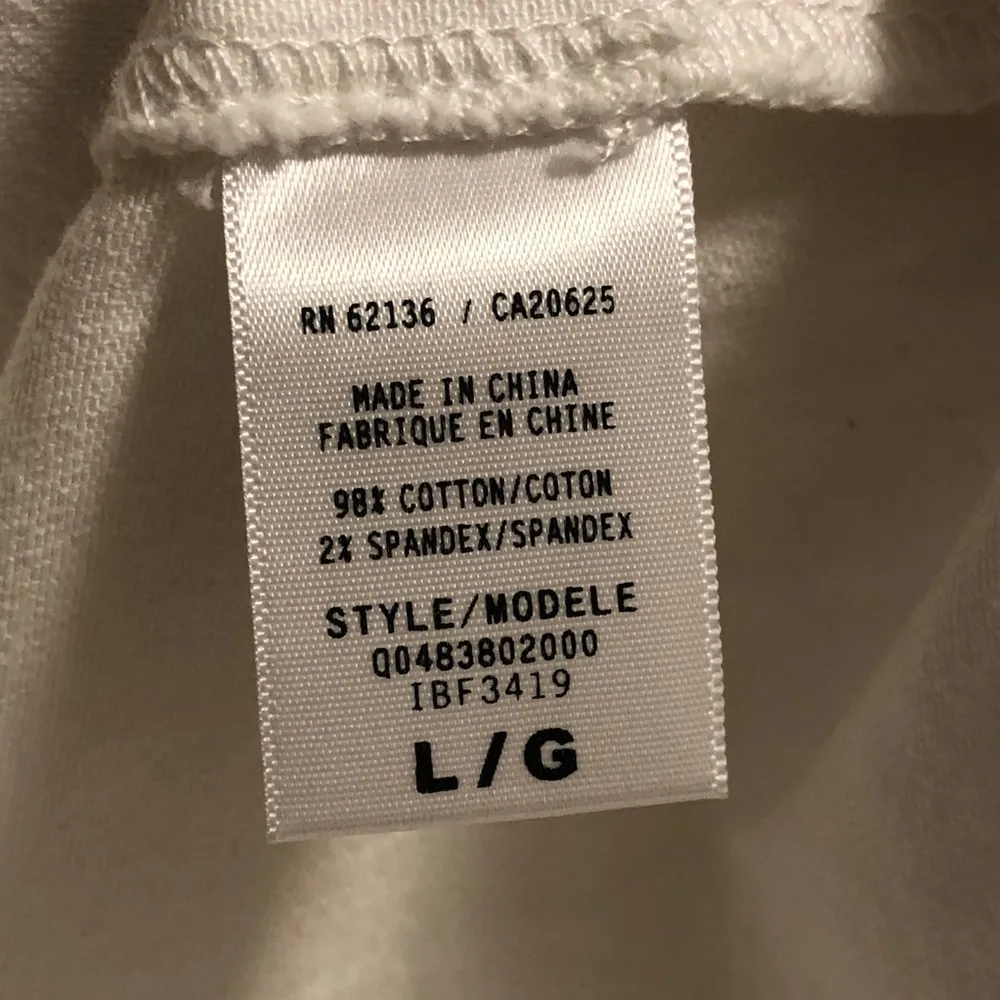 RN 62136 / CA20625
MADE IN CHINA
FABRIQUE EN CHINE
98% COTTON/COTON
2% SPANDEX/SPANDEX
STYLE/MODELE
Q0483802000
IBF3419
L/G